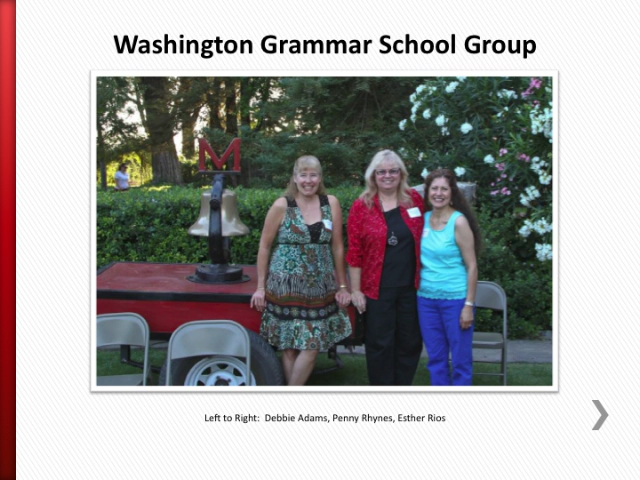 Washington Grammar School Group
M
Left to Right:  Debbie Adams, Penny Rhynes, Esther Rios